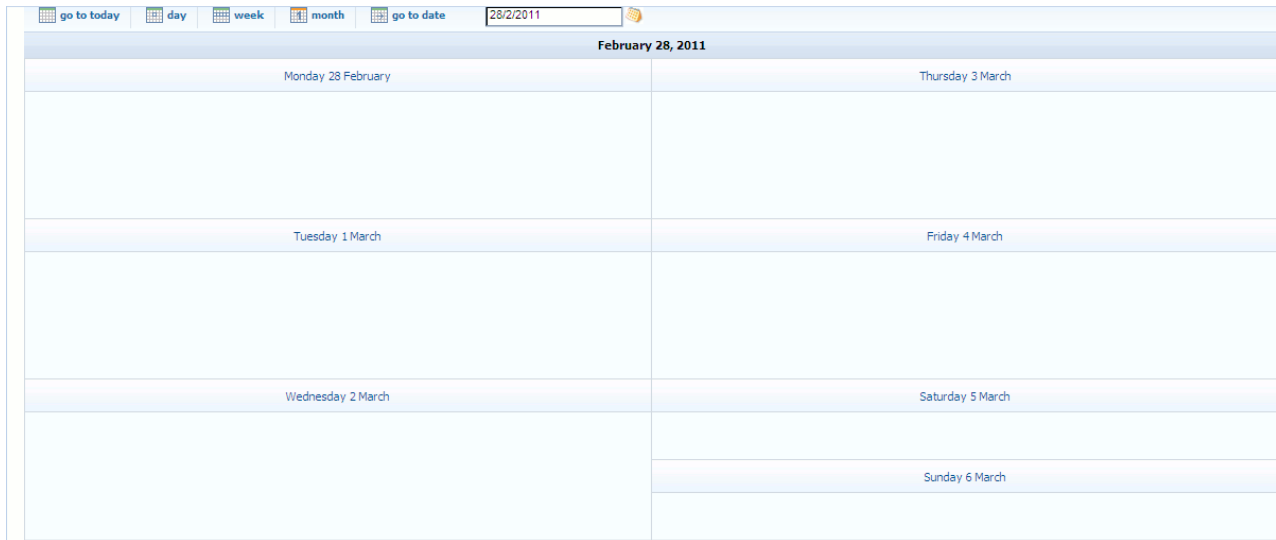 go to today day week month go to date 28/2/2011
February 28, 2011
Monday 28 February
Thursday 3 March
Tuesday 1 March
Friday 4 March
Wednesday 2 March
Saturday 5 March
Sunday 6 March